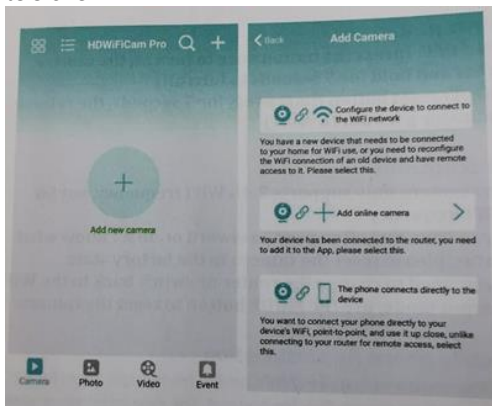 HDWiFiCam Pro
Add new camera
Camera Photo Video Event
Back Add Camera
Configure the device to connect to
the WiFi network
You have a new device that needs to be connected
to your home for WiFi use, or you need to reconfigure
the WiFi connection of an old device and have remote
access to it. Please select this.
Add online camera
Your device has been connected to the router, you need
to add it to the App, please select this.
The phone connects directly to the
device
You want to connect your phone directly to your
device's WiFi, point-to-point, and use it up close, unlike
connecting to your router for remote access, select
this.